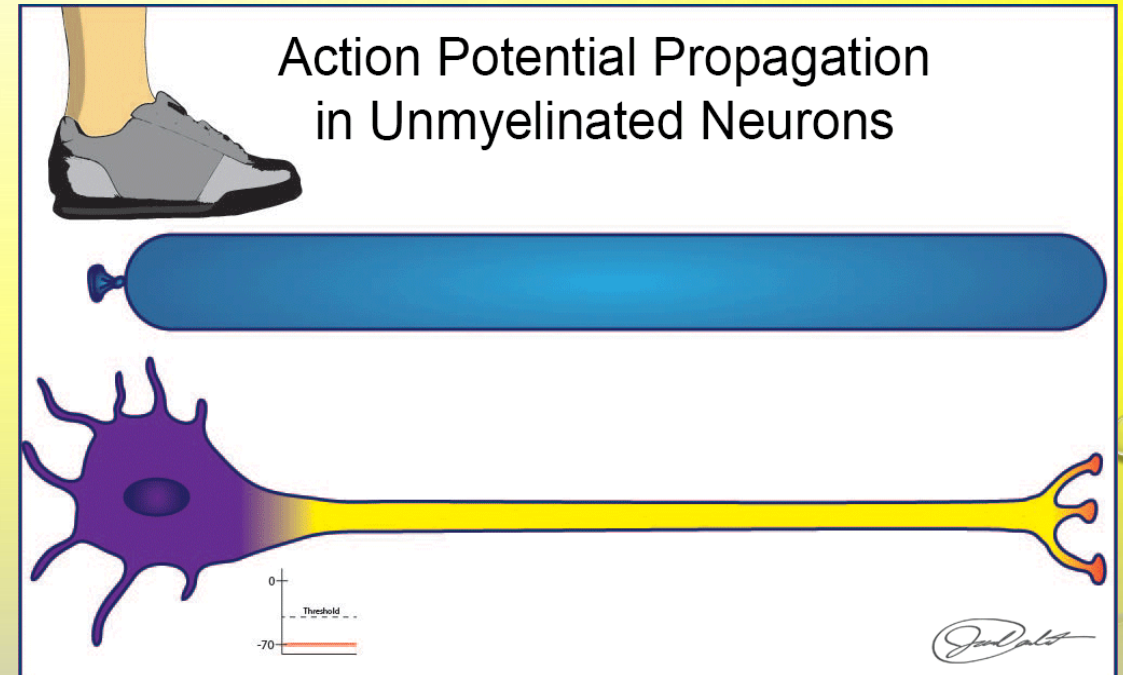 Action Potential Propagation
in Unmyelinated Neurons
0
Threshold
-70